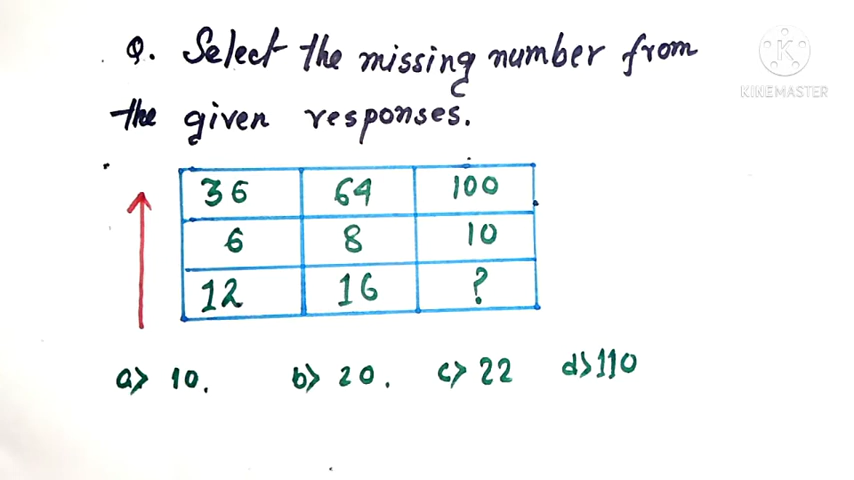 Q. Select the missing number from
the given responses.
K
KINEMASTER
36 64 100
6 8 10
12 16 ?
a> 10. b> 20. c> 22 d>110